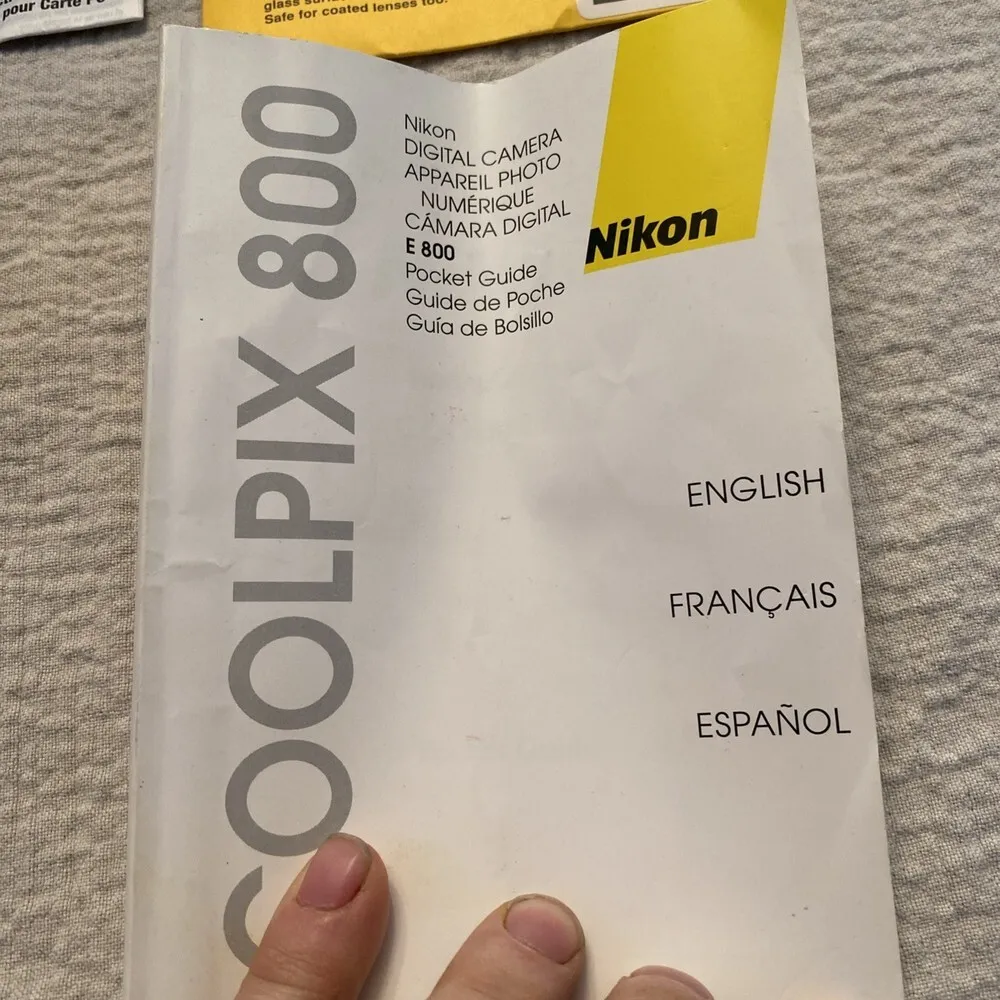 pour Carte PC
Safe for coated lenses too.
COOLPIX 800
Nikon
DIGITAL CAMERA
APPAREIL PHOTO
NUMÉRIQUE
CÁMARA DIGITAL
E 800
Pocket Guide
Guide de Poche
Guía de Bolsillo
Nikon
ENGLISH
FRANÇAIS
ESPAÑOL